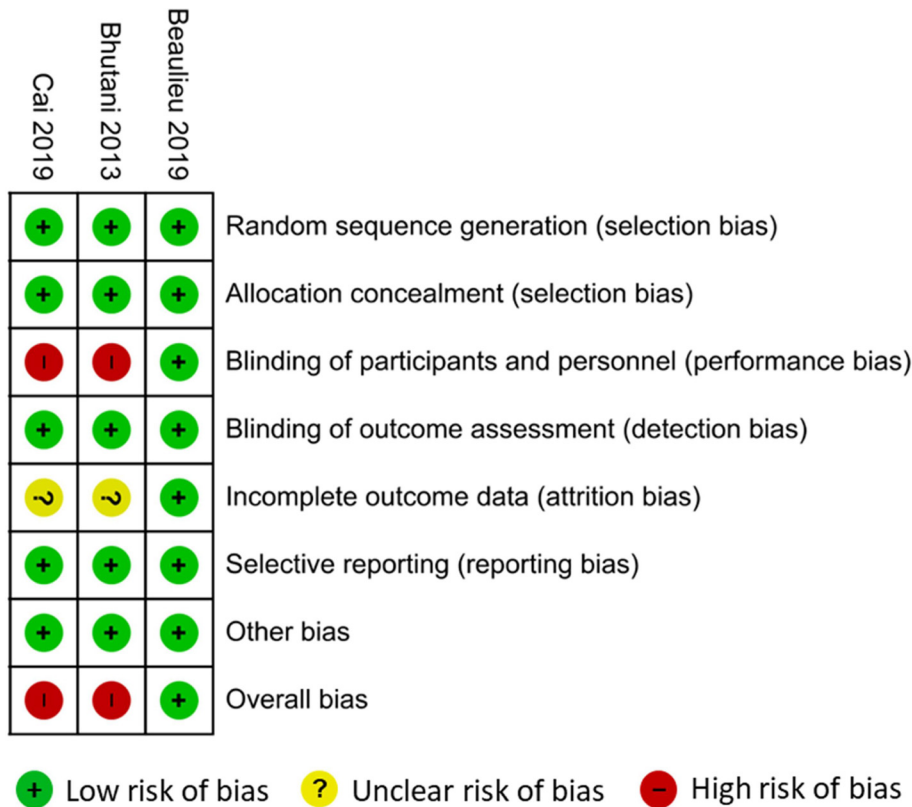 Cai 2019
Bhutani 2013
Beaulieu 2019
+ + + Random sequence generation (selection bias)
+ + + Allocation concealment (selection bias)
− − + Blinding of participants and personnel (performance bias)
+ + + Blinding of outcome assessment (detection bias)
? ? + Incomplete outcome data (attrition bias)
+ + + Selective reporting (reporting bias)
+ + + Other bias
− − + Overall bias
+ Low risk of bias ? Unclear risk of bias − High risk of bias